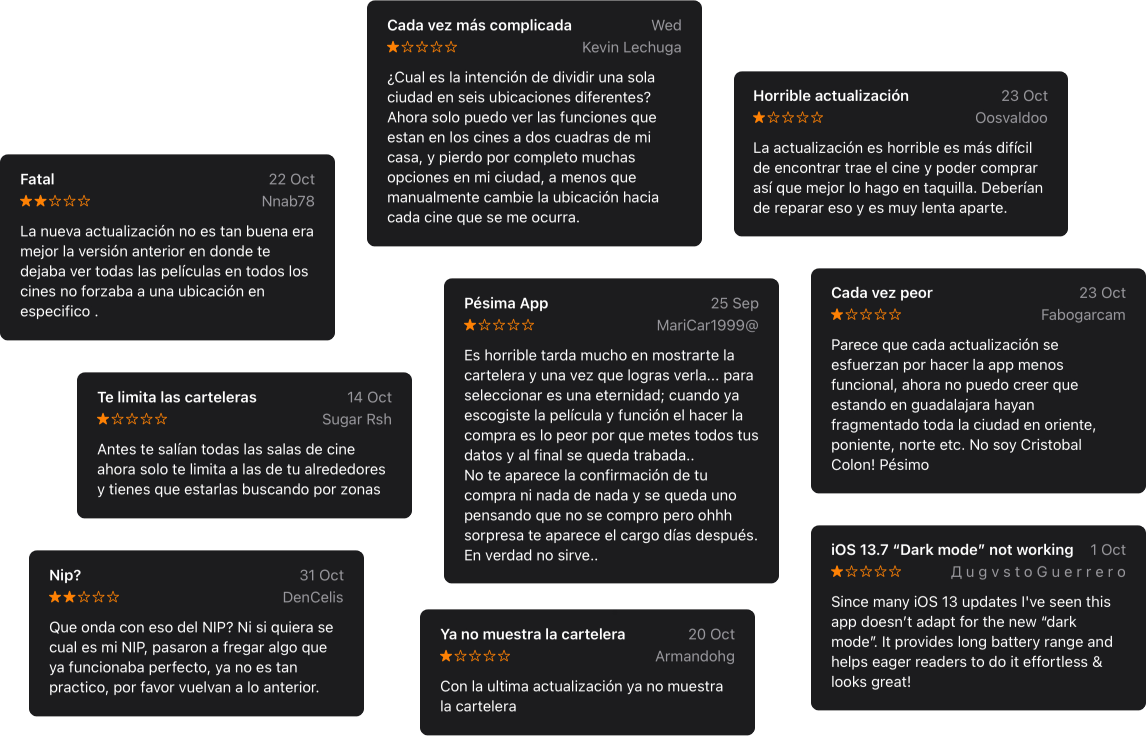 Cada vez más complicada
Wed
★☆☆☆☆
Kevin Lechuga
¿Cual es la intención de dividir una sola
ciudad en seis ubicaciones diferentes?
Ahora solo puedo ver las funciones que
estan en los cines a dos cuadras de mi
casa, y pierdo por completo muchas
opciones en mi ciudad, a menos que
manualmente cambie la ubicación hacia
cada cine que se me ocurra.
Horrible actualización
23 Oct
★☆☆☆☆
Oosvaldoo
La actualización es horrible es más difícil
de encontrar trae el cine y poder comprar
así que mejor lo hago en taquilla. Deberían
de reparar eso y es muy lenta aparte.
Fatal
22 Oct
★★☆☆☆
Nnab78
La nueva actualización no es tan buena era
mejor la versión anterior en donde te
dejaba ver todas las películas en todos los
cines no forzaba a una ubicación en
especifico .
Pésima App
25 Sep
★☆☆☆☆
MariCar1999@
Es horrible tarda mucho en mostrarte la
cartelera y una vez que logras verla... para
seleccionar es una eternidad; cuando ya
escogiste la película y función el hacer la
compra es lo peor por que metes todos tus
datos y al final se queda trabada..
No te aparece la confirmación de tu
compra ni nada de nada y se queda uno
pensando que no se compro pero ohhh
sorpresa te aparece el cargo días después.
En verdad no sirve..
Cada vez peor
23 Oct
★☆☆☆☆
Fabogarcam
Parece que cada actualización se
esfuerzan por hacer la app menos
funcional, ahora no puedo creer que
estando en guadalajara hayan
fragmentado toda la ciudad en oriente,
poniente, norte etc. No soy Cristobal
Colon! Pésimo
Te limita las carteleras
14 Oct
★☆☆☆☆
Sugar Rsh
Antes te salían todas las salas de cine
ahora solo te limita a las de tu alrededores
y tienes que estarlas buscando por zonas
iOS 13.7 “Dark mode” not working
1 Oct
★☆☆☆☆
Д u g v s t o G u e r r e r o
Since many iOS 13 updates I've seen this
app doesn’t adapt for the new “dark
mode”. It provides long battery range and
helps eager readers to do it effortless &
looks great!
Nip?
31 Oct
★★☆☆☆
DenCelis
Que onda con eso del NIP? Ni si quiera se
cual es mi NIP, pasaron a fregar algo que
ya funcionaba perfecto, ya no es tan
practico, por favor vuelvan a lo anterior.
Ya no muestra la cartelera
20 Oct
★☆☆☆☆
Armandohg
Con la ultima actualización ya no muestra
la cartelera